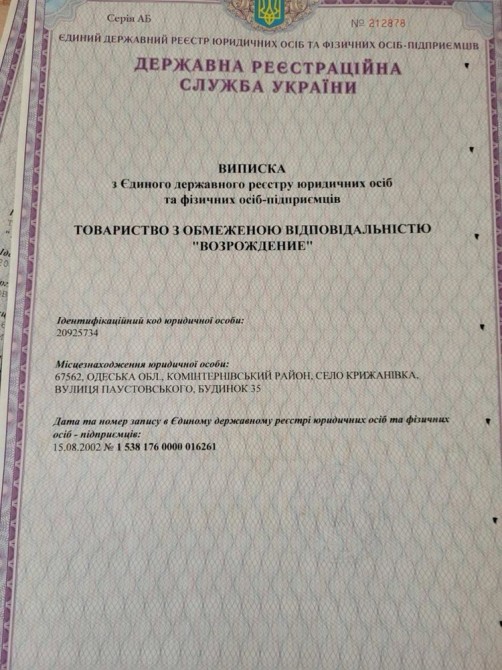 Серія АБ
№ 212878
ЄДИНИЙ ДЕРЖАВНИЙ РЕЄСТР ЮРИДИЧНИХ ОСІБ ТА ФІЗИЧНИХ ОСІБ-ПІДПРИЄМЦІВ
ДЕРЖАВНА РЕЄСТРАЦІЙНА
СЛУЖБА УКРАЇНИ
ВИПИСКА
з Єдиного державного реєстру юридичних осіб
та фізичних осіб-підприємців
ТОВАРИСТВО З ОБМЕЖЕНОЮ ВІДПОВІДАЛЬНІСТЮ
"ВОЗРОЖДЕНИЕ"
Ідентифікаційний код юридичної особи:
20925734
Місцезнаходження юридичної особи:
67562, ОДЕСЬКА ОБЛ., КОМІНТЕРНІВСЬКИЙ РАЙОН, СЕЛО КРИЖАНІВКА,
ВУЛИЦЯ ПАУСТОВСЬКОГО, БУДИНОК 35
Дата та номер запису в Єдиному державному реєстрі юридичних осіб та фізичних
осіб - підприємців:
15.08.2002 № 1 538 176 0000 016261